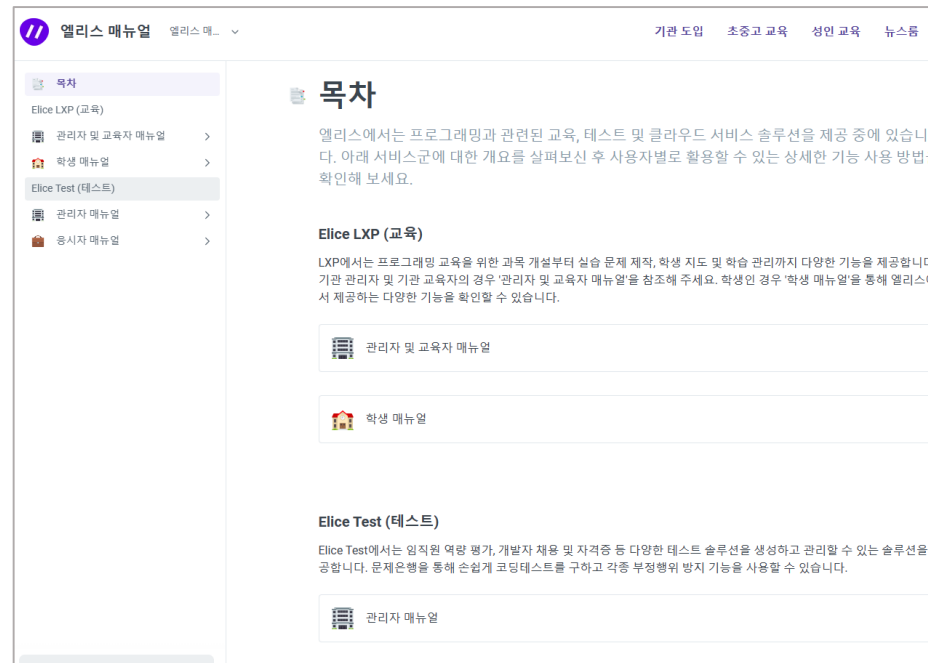 엘리스 매뉴얼 엘리스 매... 기관 도입 초중고 교육 성인 교육 뉴스룸
목차
Elice LXP (교육)
관리자 및 교육자 매뉴얼
학생 매뉴얼
Elice Test (테스트)
관리자 매뉴얼
응시자 매뉴얼
목차
엘리스에서는 프로그래밍과 관련된 교육, 테스트 및 클라우드 서비스 솔루션을 제공 중에 있습니
다. 아래 서비스군에 대한 개요를 살펴보신 후 사용자별로 활용할 수 있는 상세한 기능 사용 방법
확인해 보세요.
Elice LXP (교육)
LXP에서는 프로그래밍 교육을 위한 과목 개설부터 실습 문제 제작, 학생 지도 및 학습 관리까지 다양한 기능을 제공합니다
기관 관리자 및 기관 교육자의 경우 '관리자 및 교육자 매뉴얼'을 참조해 주세요. 학생인 경우 '학생 매뉴얼'을 통해 엘리스에
서 제공하는 다양한 기능을 확인할 수 있습니다.
관리자 및 교육자 매뉴얼
학생 매뉴얼
Elice Test (테스트)
Elice Test에서는 임직원 역량 평가, 개발자 채용 및 자격증 등 다양한 테스트 솔루션을 생성하고 관리할 수 있는 솔루션을
공합니다. 문제은행을 통해 손쉽게 코딩테스트를 구하고 각종 부정행위 방지 기능을 사용할 수 있습니다.
관리자 매뉴얼